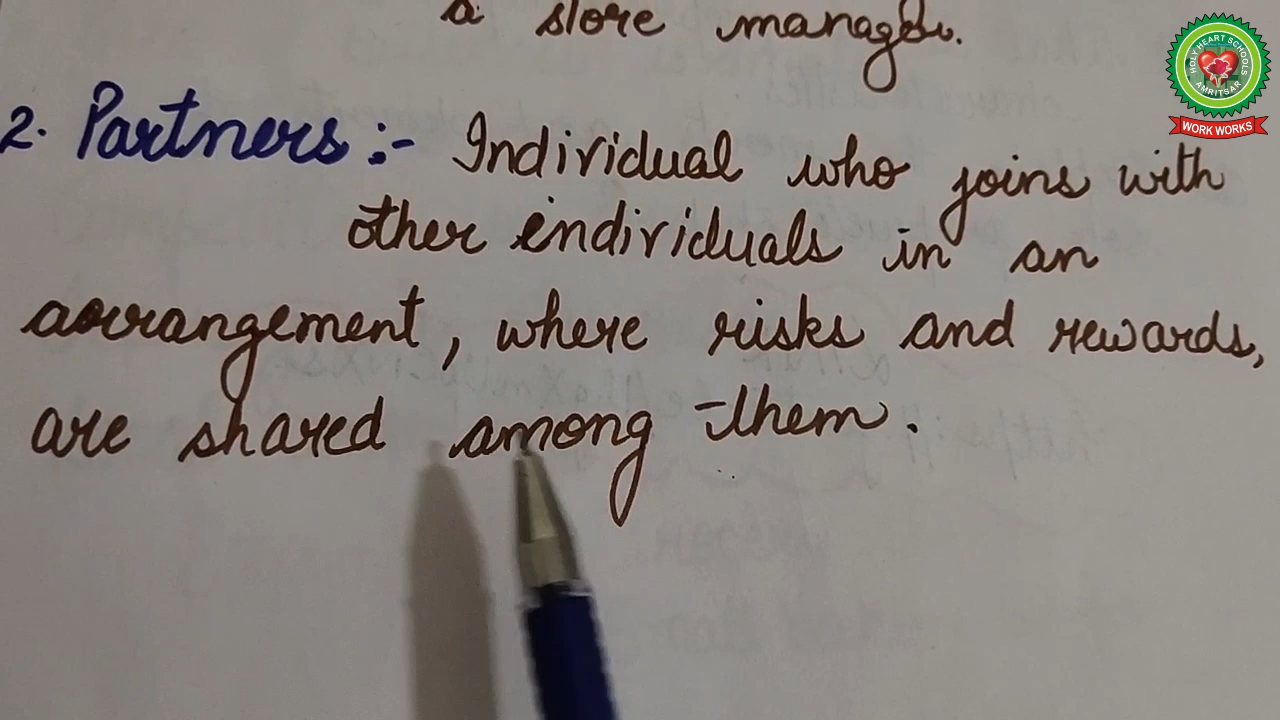 a store manager.
2. Partners :- Individual who joins with
other individuals in an
arrangement, where risks and rewards,
are shared among them.
HOLY HEART SCHOOLS
AMRITSAR
WORK WORKS